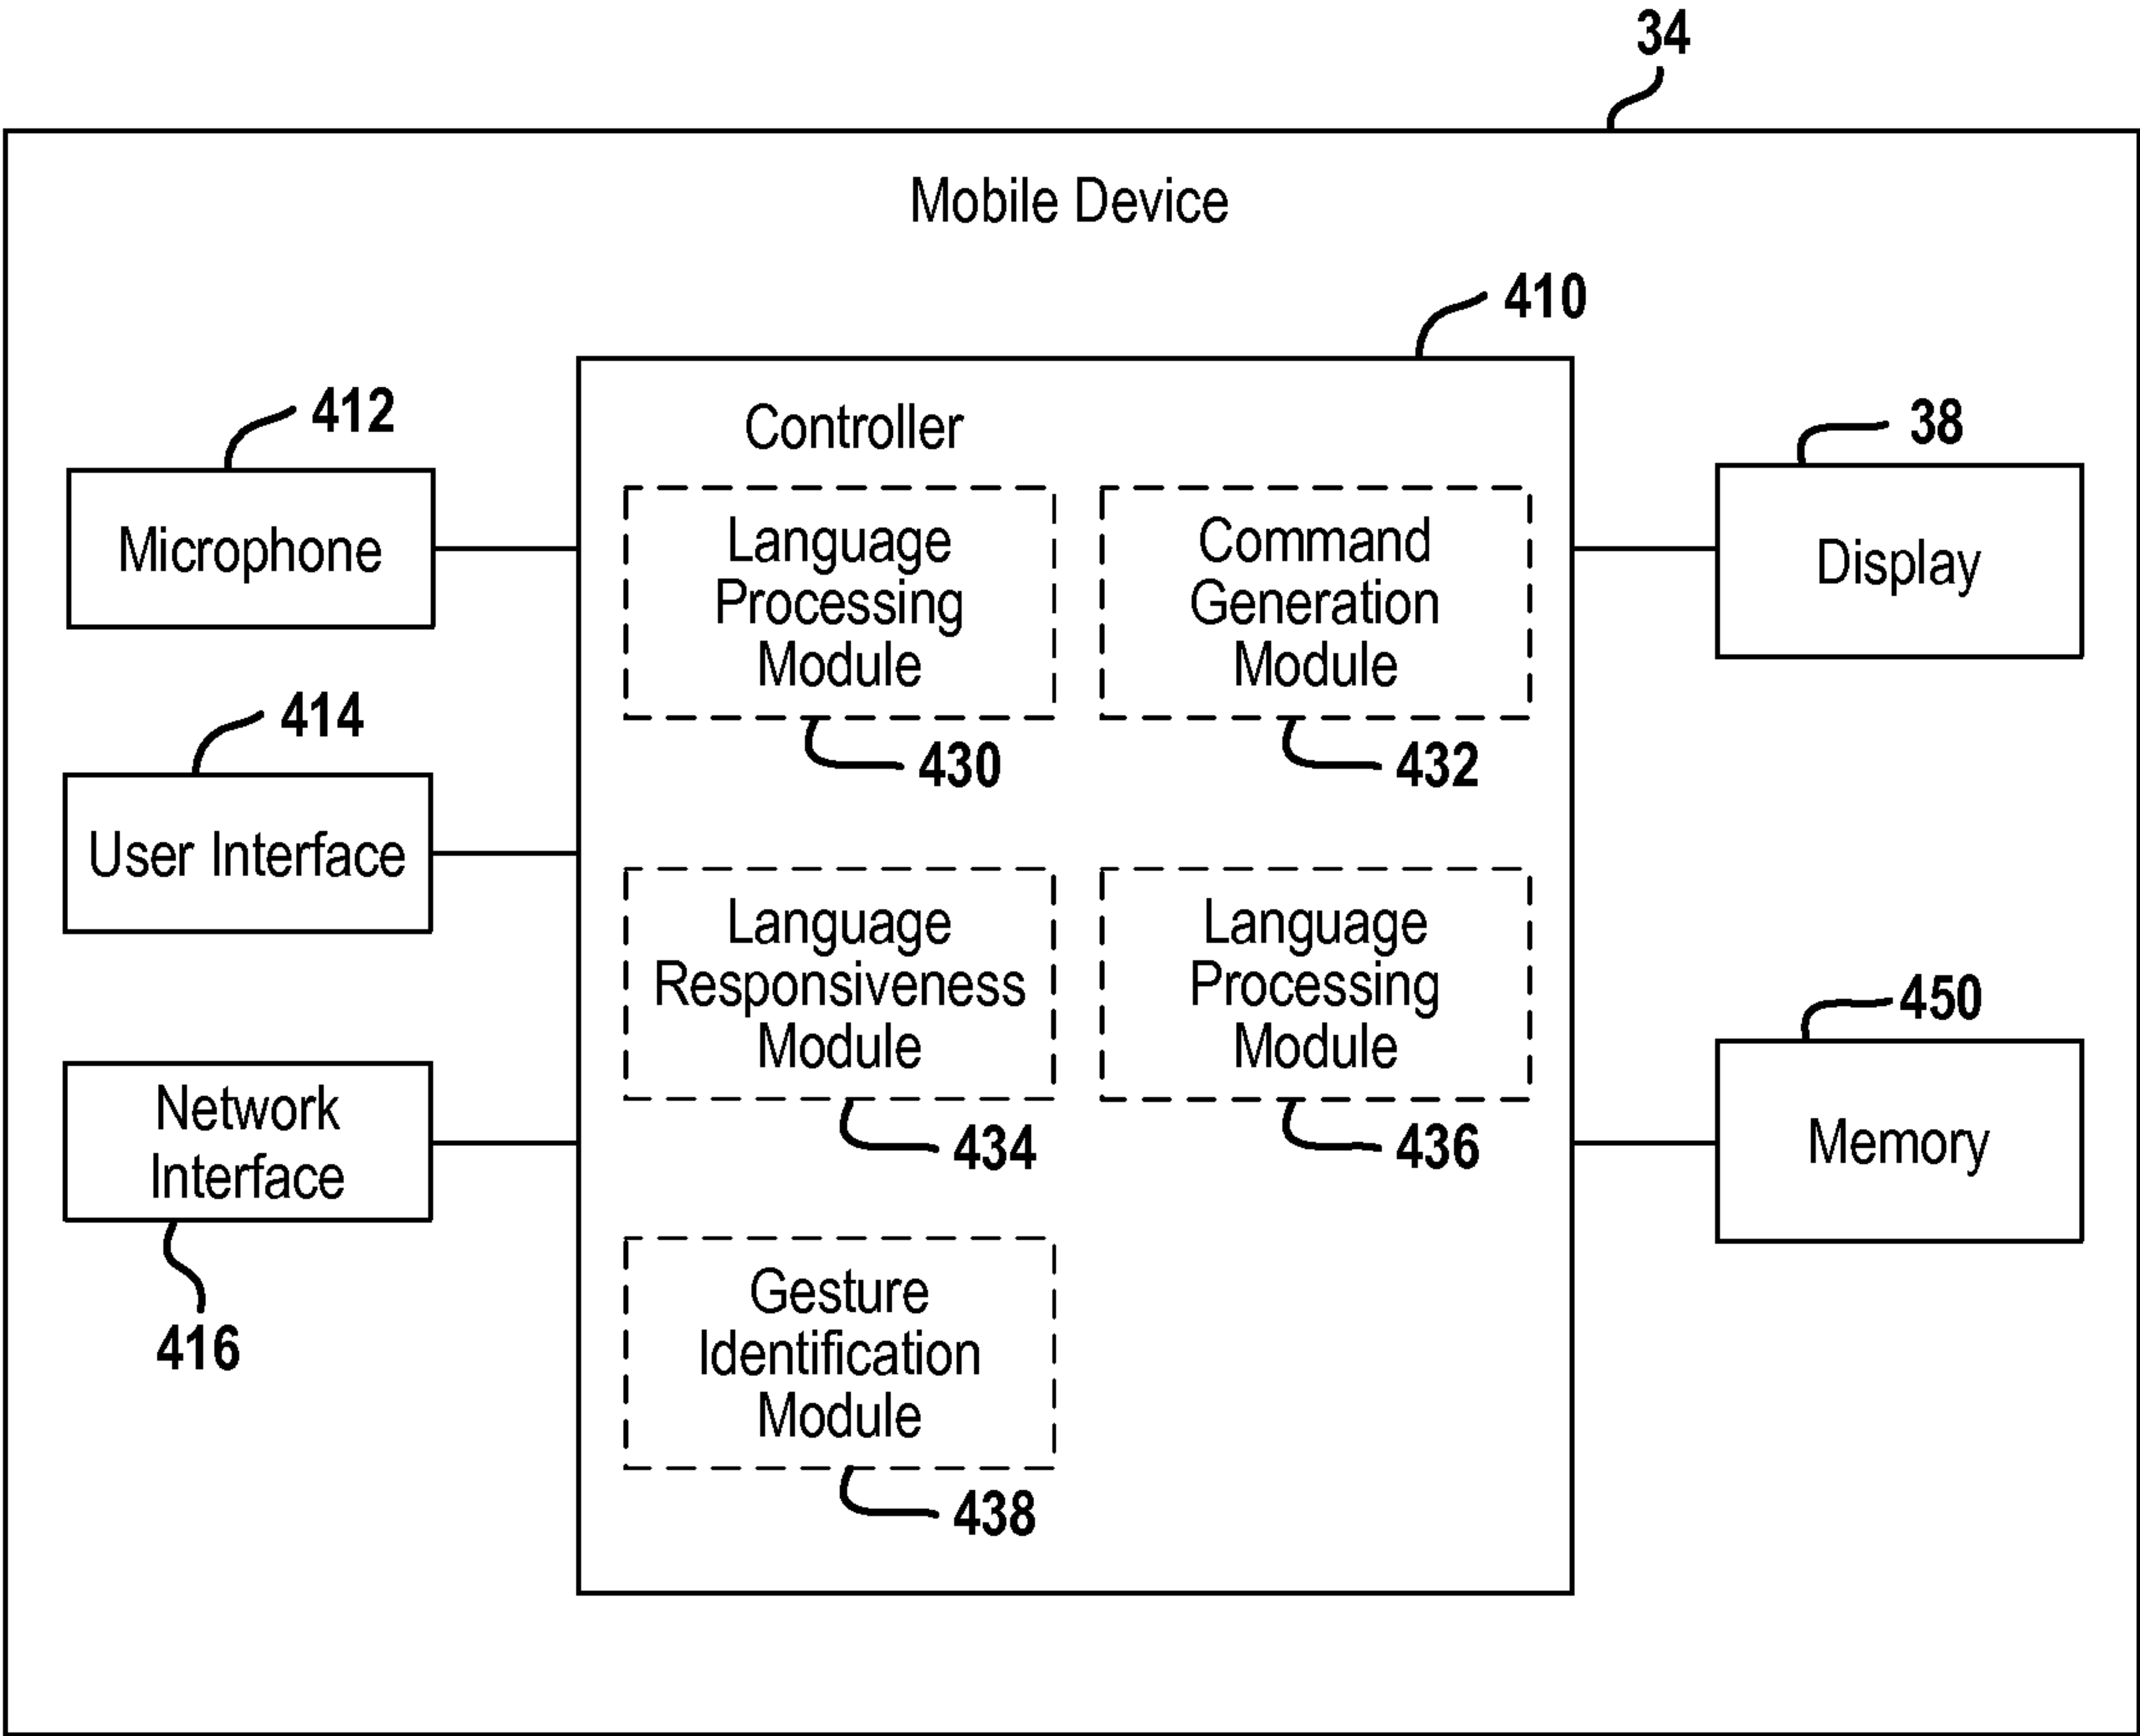 34
Mobile Device
410
412
Controller
38
Microphone
Language
Processing
Module
Command
Generation
Module
Display
414
430
432
User Interface
Language
Responsiveness
Module
Language
Processing
Module
450
Network
Interface
434
436
Memory
416
Gesture
Identification
Module
438